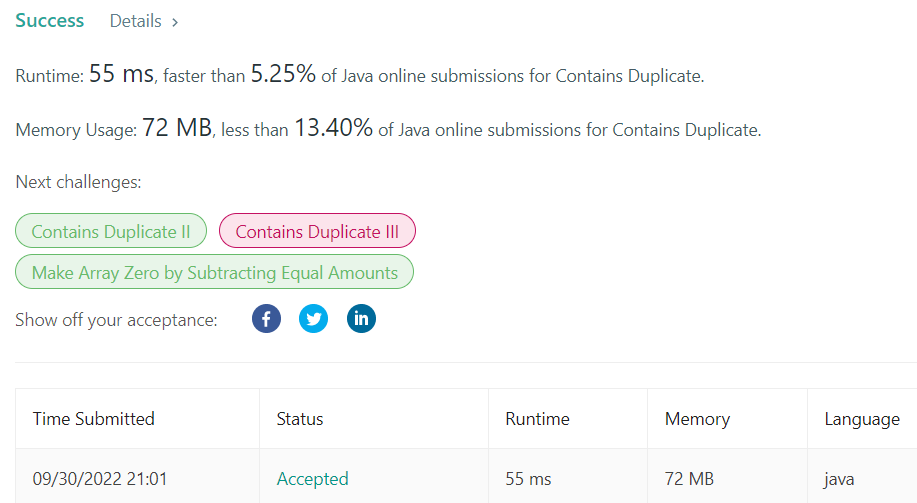 Success Details >
Runtime: 55 ms, faster than 5.25% of Java online submissions for Contains Duplicate.
Memory Usage: 72 MB, less than 13.40% of Java online submissions for Contains Duplicate.
Next challenges:
Contains Duplicate II Contains Duplicate III
Make Array Zero by Subtracting Equal Amounts
Show off your acceptance: f in
Time Submitted Status Runtime Memory Language
09/30/2022 21:01 Accepted 55 ms 72 MB java